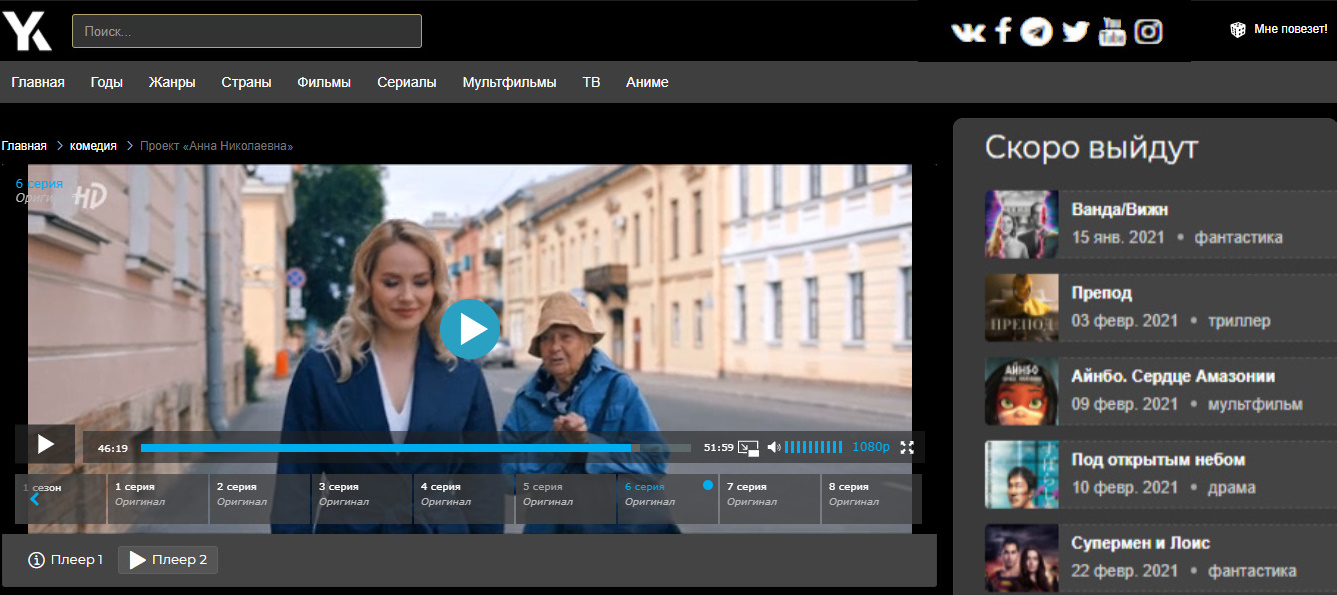 YK
Поиск...
Мне повезет!
Главная Годы Жанры Страны Фильмы Сериалы Мультфильмы ТВ Аниме
Главная > комедия > Проект «Анна Николаевна»
6 серия
HD
46:19 51:59 1080p
1 сезон 1 серия 2 серия 3 серия 4 серия 5 серия 6 серия 7 серия 8 серия
Оригинал Оригинал Оригинал Оригинал Оригинал Оригинал Оригинал Оригинал
Плеер 1 Плеер 2
Скоро выйдут
Ванда/Вижн
15 янв. 2021 • фантастика
ПРЕПОД
Препод
03 февр. 2021 • триллер
АЙНБО
Айнбо. Сердце Амазонии
09 февр. 2021 • мультфильм
Под открытым небом
10 февр. 2021 • драма
Супермен и Лоис
22 февр. 2021 • фантастика